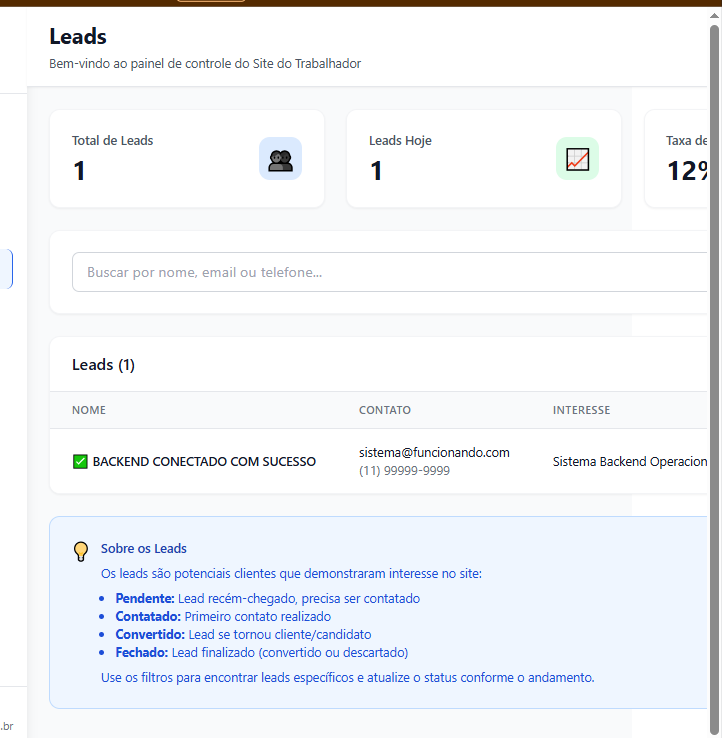 Leads
Bem-vindo ao painel de controle do Site do Trabalhador
Total de Leads
1
Leads Hoje
1
Taxa de
12%
Buscar por nome, email ou telefone...
Leads (1)
NOME CONTATO INTERESSE
✅ BACKEND CONECTADO COM SUCESSO
sistema@funcionando.com
(11) 99999-9999
Sistema Backend Operacion
Sobre os Leads
Os leads são potenciais clientes que demonstraram interesse no site:
• Pendente: Lead recém-chegado, precisa ser contatado
• Contatado: Primeiro contato realizado
• Convertido: Lead se tornou cliente/candidato
• Fechado: Lead finalizado (convertido ou descartado)
Use os filtros para encontrar leads específicos e atualize o status conforme o andamento.
.br